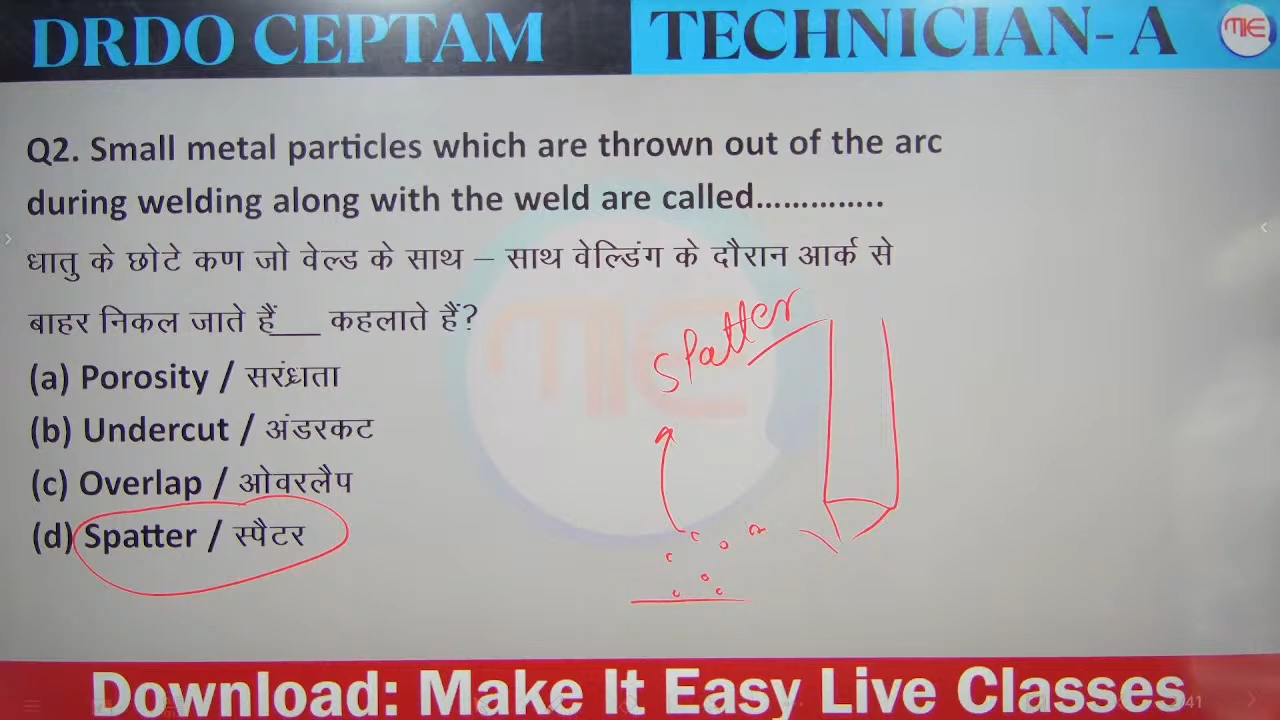 DRDO CEPTAM TECHNICIAN- A
MIE
Q2. Small metal particles which are thrown out of the arc
during welding along with the weld are called…………..
धातु के छोटे कण जो वेल्ड के साथ – साथ वेल्डिंग के दौरान आर्क से
बाहर निकल जाते हैं___ कहलाते हैं?
(a) Porosity / सरंध्रता
(b) Undercut / अंडरकट
(c) Overlap / ओवरलैप
(d) Spatter / स्पैटर
Spatter
MIE
Download: Make It Easy Live Classes